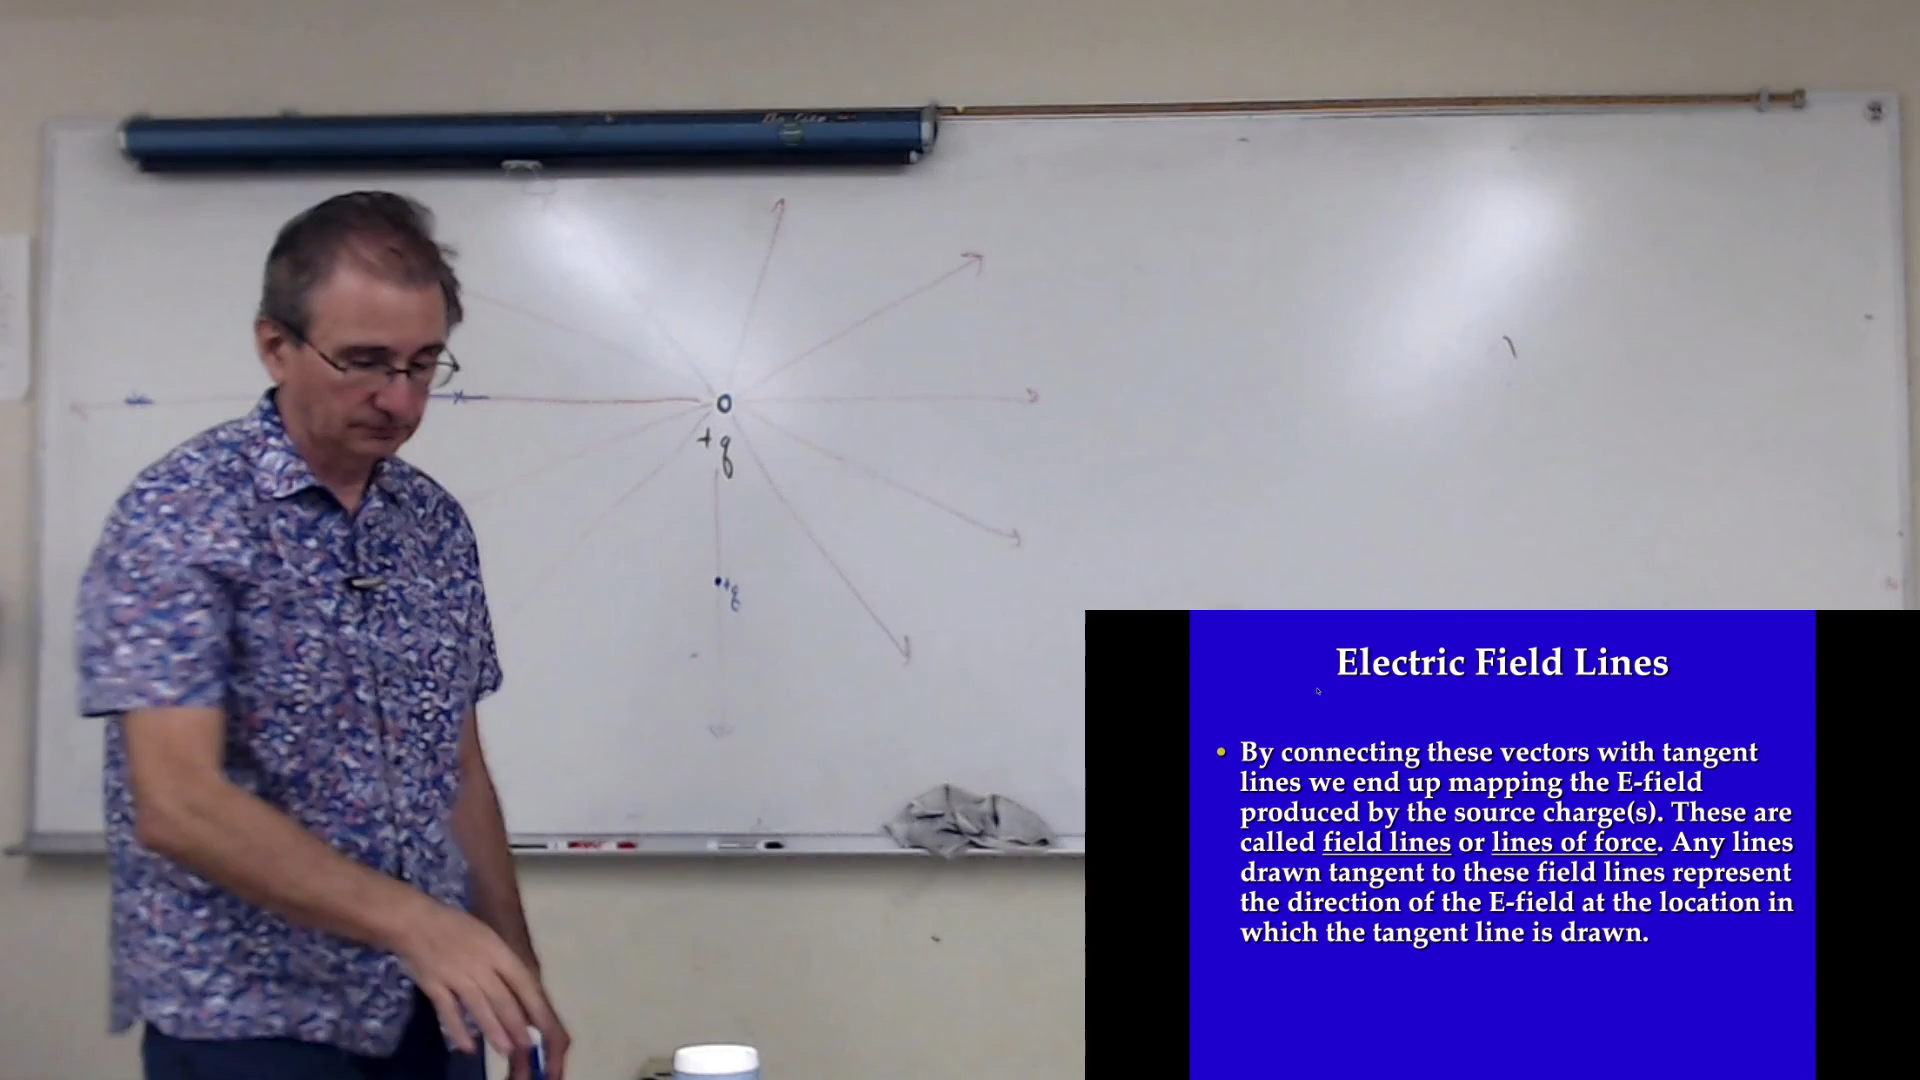 +q
+q
Electric Field Lines
• By connecting these vectors with tangent
lines we end up mapping the E-field
produced by the source charge(s). These are
called field lines or lines of force. Any lines
drawn tangent to these field lines represent
the direction of the E-field at the location in
which the tangent line is drawn.